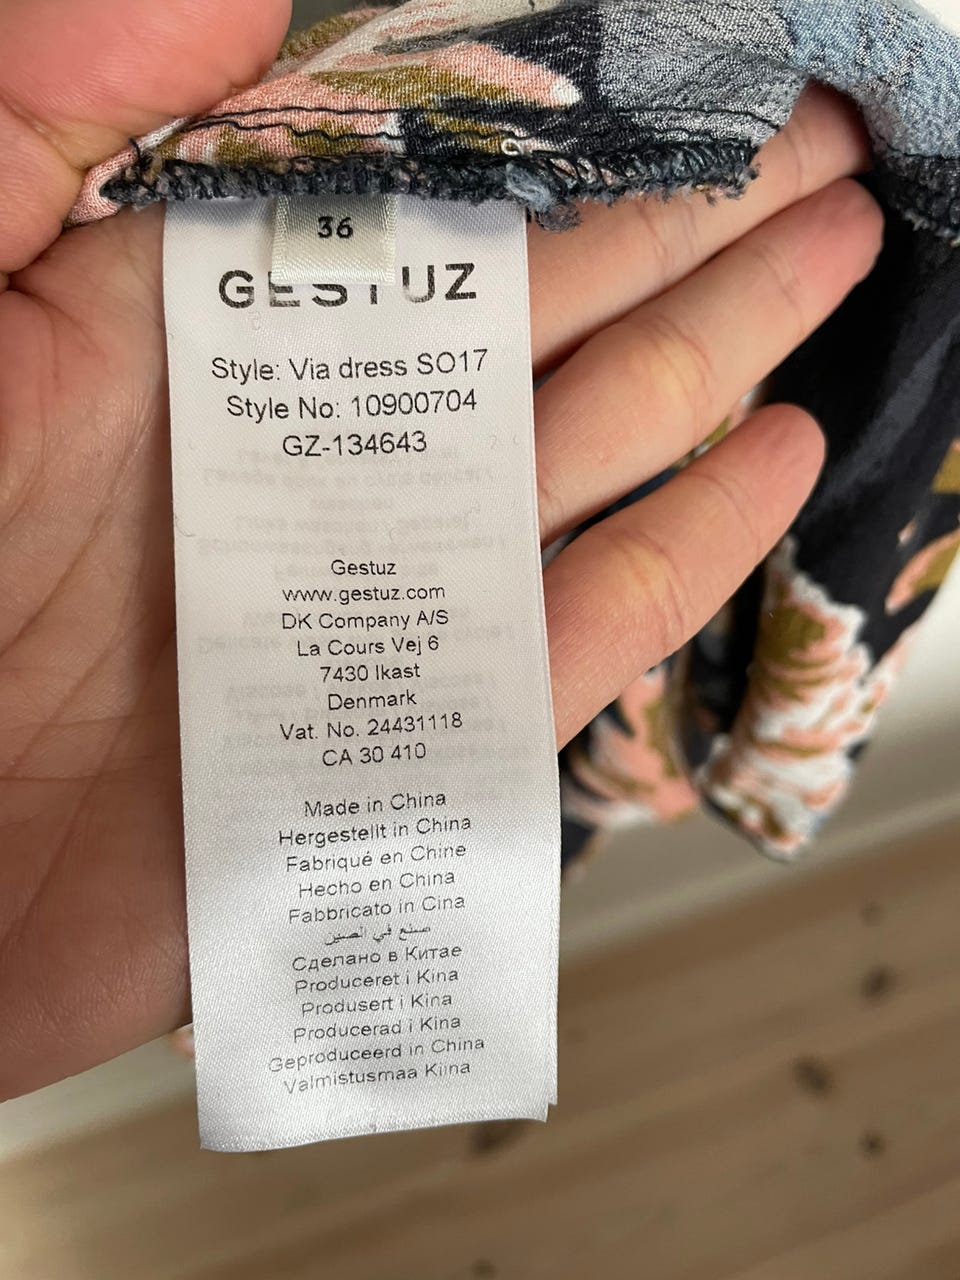 36
GESTUZ
Style: Via dress SO17
Style No: 10900704
GZ-134643
Gestuz
www.gestuz.com
DK Company A/S
La Cours Vej 6
7430 Ikast
Denmark
Vat. No. 24431118
CA 30 410
Made in China
Hergestellt in China
Fabriqué en Chine
Hecho en China
Fabbricato in Cina
صنع في الصين
Сделано в Китае
Produceret i Kina
Produsert i Kina
Producerad i Kina
Geproduceerd in China
Valmistusmaa Kiina